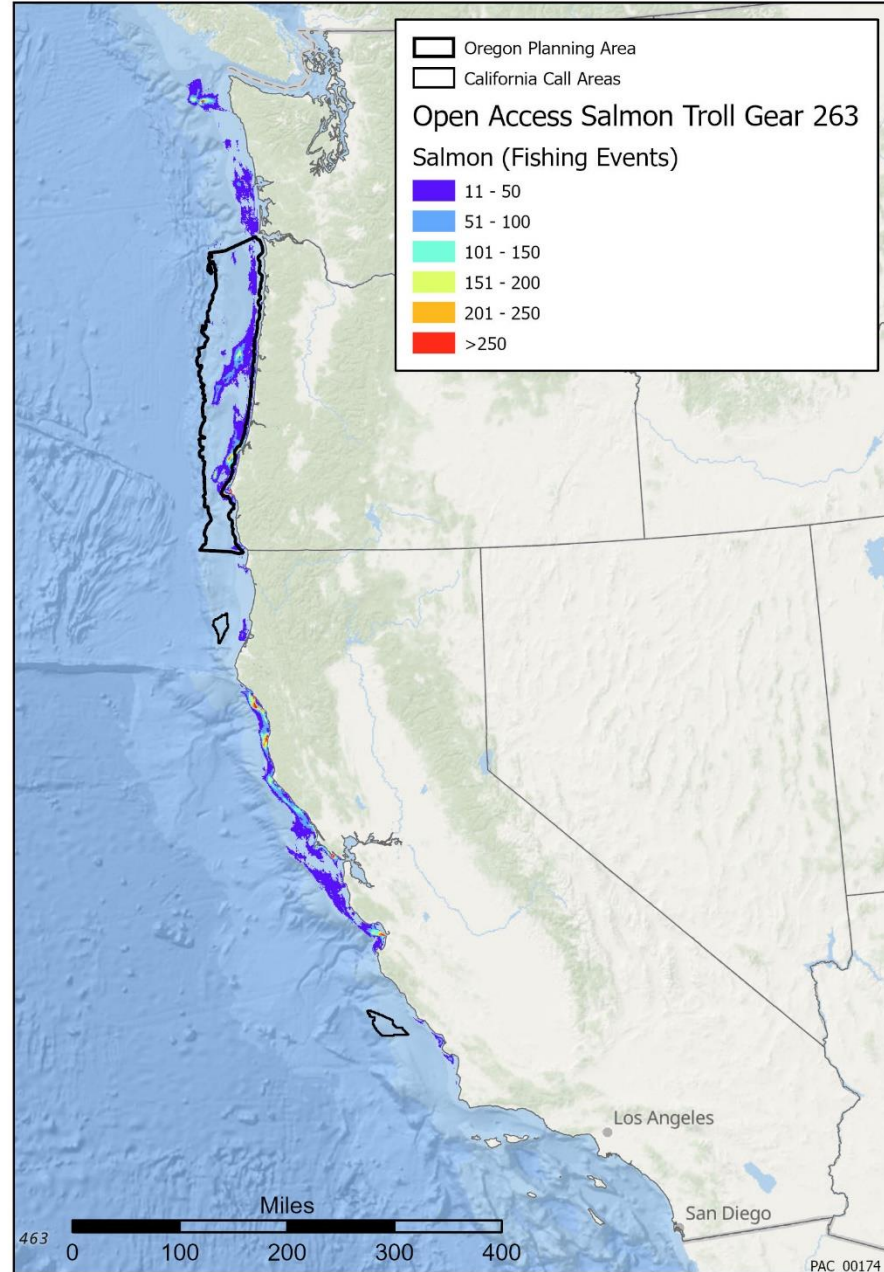 Oregon Planning Area
California Call Areas
Open Access Salmon Troll Gear 263
Salmon (Fishing Events)
11 - 50
51 - 100
101 - 150
151 - 200
201 - 250
>250
Los Angeles
San Diego
Miles
463
0 100 200 300 400
PAC_00174